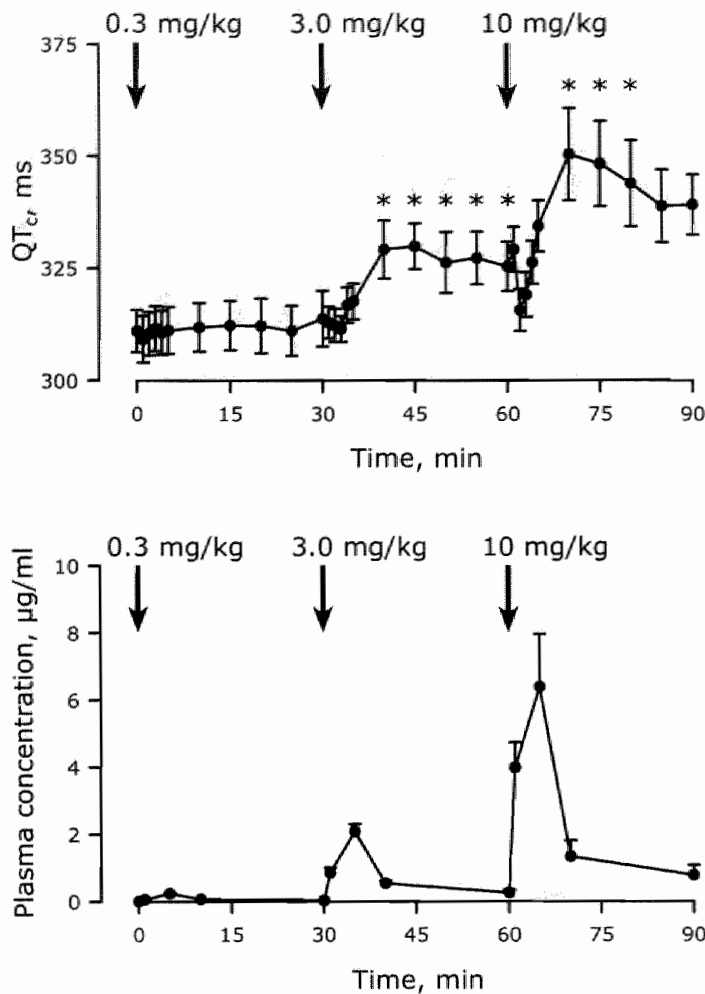 0.3 mg/kg 3.0 mg/kg 10 mg/kg
375
* * *
350
* * * * *
325
300
QTcr ms
0 15 30 45 60 75 90
Time, min
0.3 mg/kg 3.0 mg/kg 10 mg/kg
10
8
6
4
2
0
Plasma concentration, µg/ml
0 15 30 45 60 75 90
Time, min